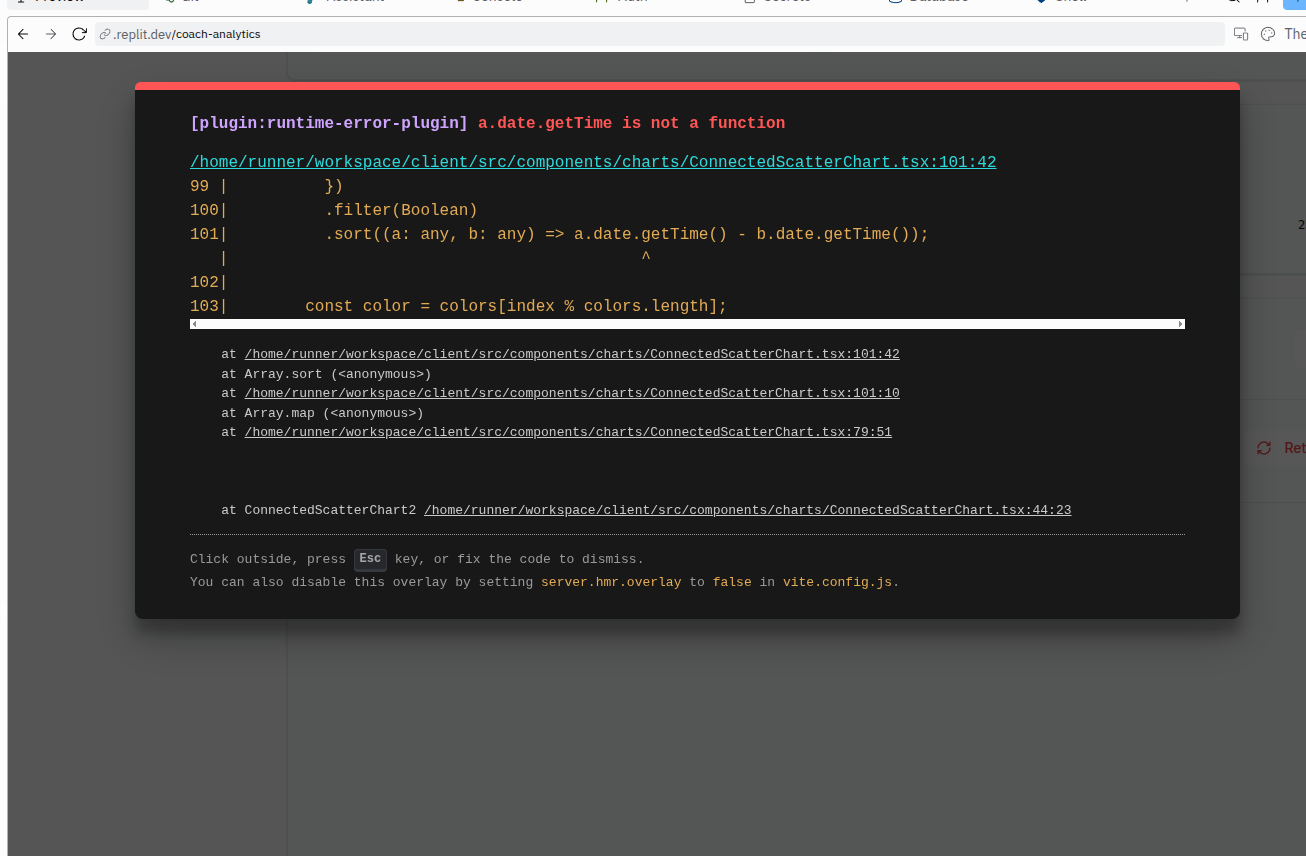 .replit.dev/coach-analytics
[plugin:runtime-error-plugin] a.date.getTime is not a function
/home/runner/workspace/client/src/components/charts/ConnectedScatterChart.tsx:101:42
99 |          })
100|          .filter(Boolean)
101|          .sort((a: any, b: any) => a.date.getTime() - b.date.getTime());
   |                                           ^
102|
103|        const color = colors[index % colors.length];
at /home/runner/workspace/client/src/components/charts/ConnectedScatterChart.tsx:101:42
at Array.sort (<anonymous>)
at /home/runner/workspace/client/src/components/charts/ConnectedScatterChart.tsx:101:10
at Array.map (<anonymous>)
at /home/runner/workspace/client/src/components/charts/ConnectedScatterChart.tsx:79:51
at ConnectedScatterChart2 /home/runner/workspace/client/src/components/charts/ConnectedScatterChart.tsx:44:23
Click outside, press Esc key, or fix the code to dismiss.
You can also disable this overlay by setting server.hmr.overlay to false in vite.config.js.